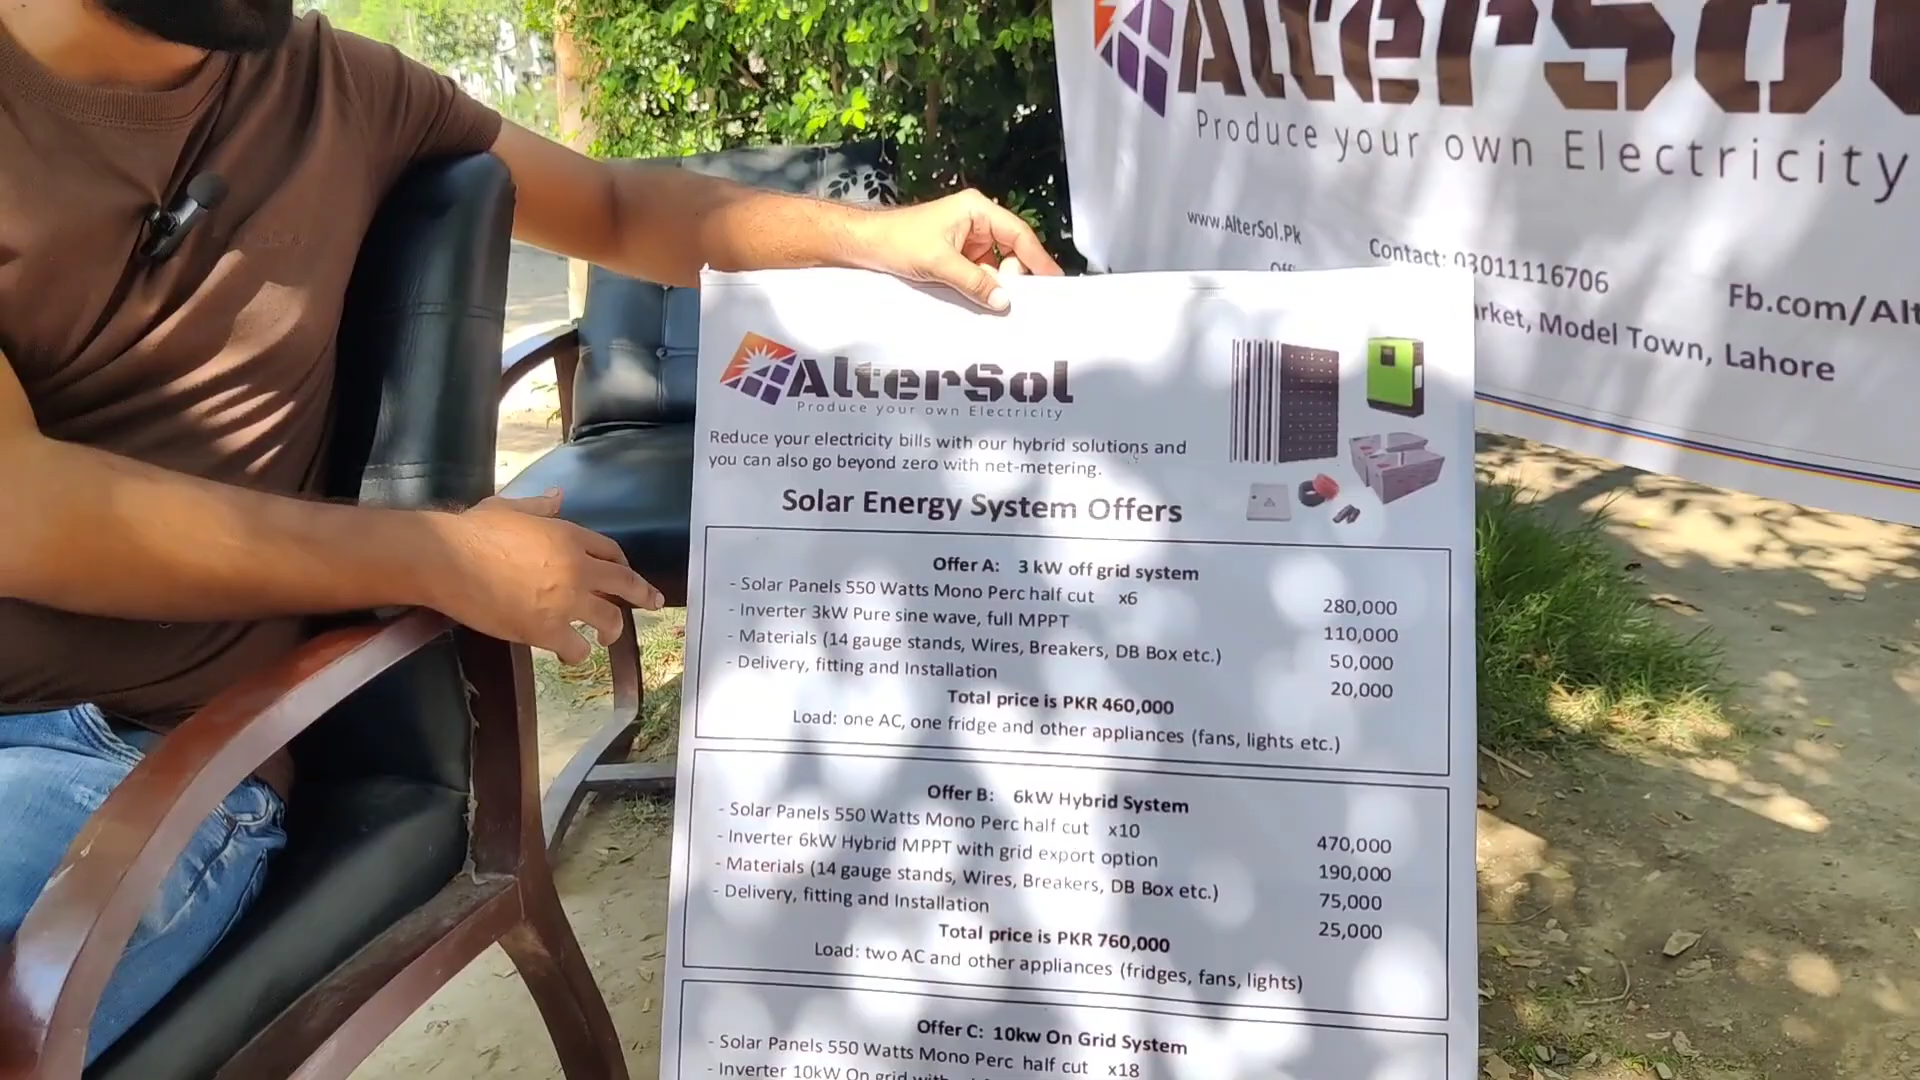 AlterSol
Produce your own Electricity
www.AlterSol.Pk
Contact: 03011116706
Fb.com/Alt
Model Town, Lahore
AlterSol
Produce your own Electricity
Reduce your electricity bills with our hybrid solutions and
you can also go beyond zero with net-metering.
Solar Energy System Offers
Offer A: 3 kW off grid system
- Solar Panels 550 Watts Mono Perc half cut x6 280,000
- Inverter 3kW Pure sine wave, full MPPT 110,000
- Materials (14 gauge stands, Wires, Breakers, DB Box etc.) 50,000
- Delivery, fitting and Installation 20,000
Total price is PKR 460,000
Load: one AC, one fridge and other appliances (fans, lights etc.)
Offer B: 6kW Hybrid System
- Solar Panels 550 Watts Mono Perc half cut x10 470,000
- Inverter 6kW Hybrid MPPT with grid export option 190,000
- Materials (14 gauge stands, Wires, Breakers, DB Box etc.) 75,000
- Delivery, fitting and Installation 25,000
Total price is PKR 760,000
Load: two AC and other appliances (fridges, fans, lights)
Offer C: 10kw On Grid System
- Solar Panels 550 Watts Mono Perc half cut x18
- Inverter 10kW On grid